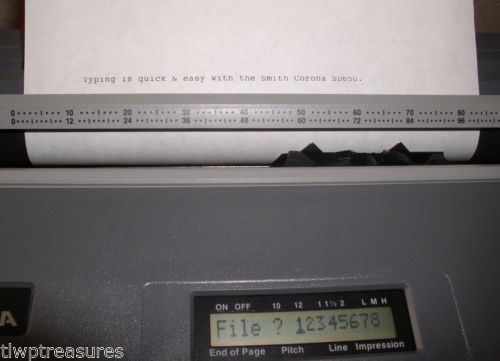 Typing is quick & easy with the Smith Corona SD650.
0 10 20 30 40 50 60 70 80
0 12 24 36 48 60 72 84 96
A
ON OFF 10 12 1 1½ 2 L M H
File ? 12345678
End of Page Pitch Line Impression
tlwptreasures